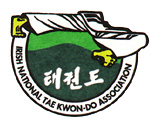 태권도
IRISH NATIONAL TAE KWON-DO ASSOCIATION